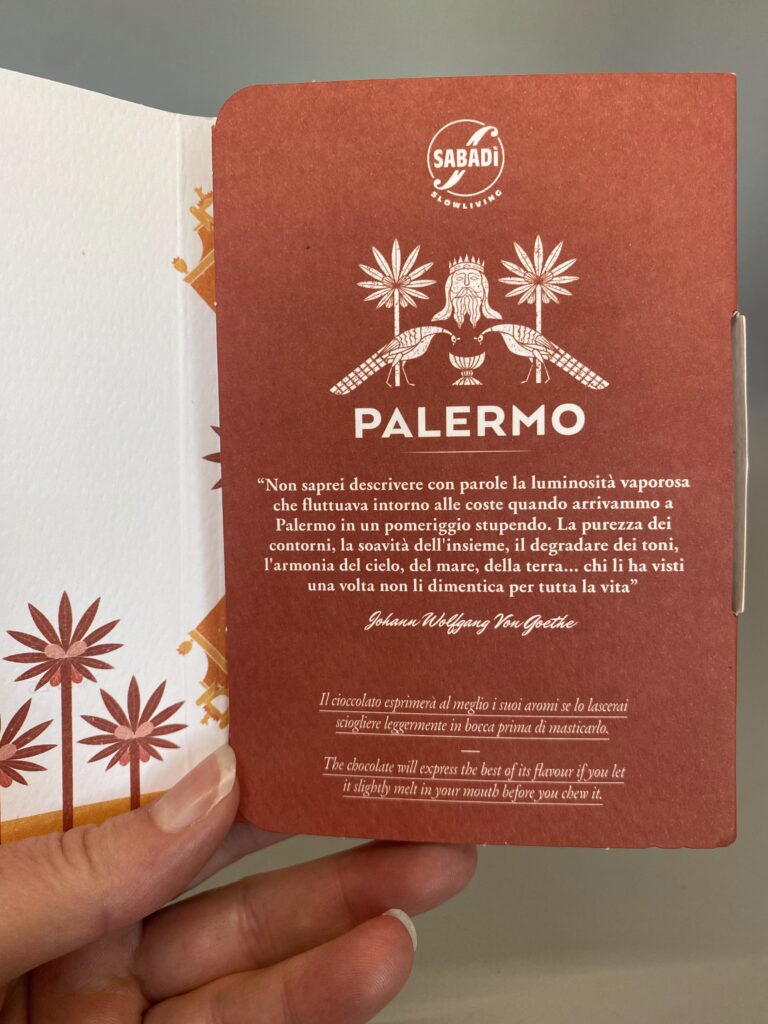 SABADÌ
SLOWLIVING
PALERMO
“Non saprei descrivere con parole la luminosità vaporosa
che fluttuava intorno alle coste quando arrivammo a
Palermo in un pomeriggio stupendo. La purezza dei
contorni, la soavità dell'insieme, il degradare dei toni,
l'armonia del cielo, del mare, della terra... chi li ha visti
una volta non li dimentica per tutta la vita”
Johann Wolfgang Von Goethe
Il cioccolato esprimerà al meglio i suoi aromi se lo lascerai
sciogliere leggermente in bocca prima di masticarlo.
The chocolate will express the best of its flavour if you let
it slightly melt in your mouth before you chew it.